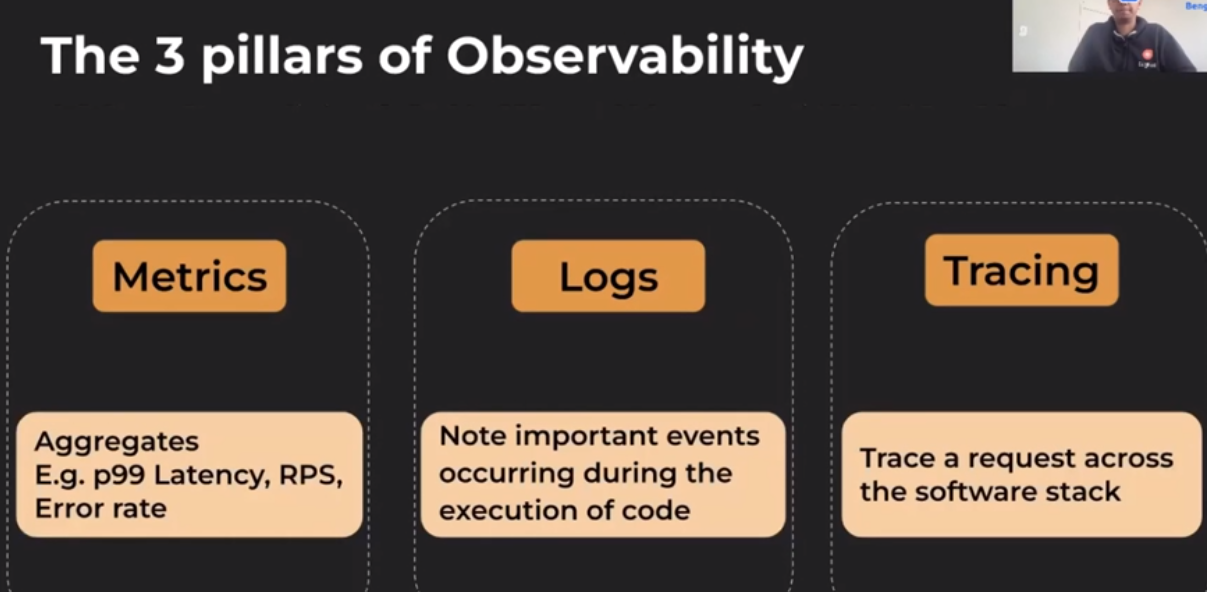 The 3 pillars of Observability
Beng
Metrics
Aggregates
E.g. p99 Latency, RPS,
Error rate
Logs
Note important events
occurring during the
execution of code
Tracing
Trace a request across
the software stack